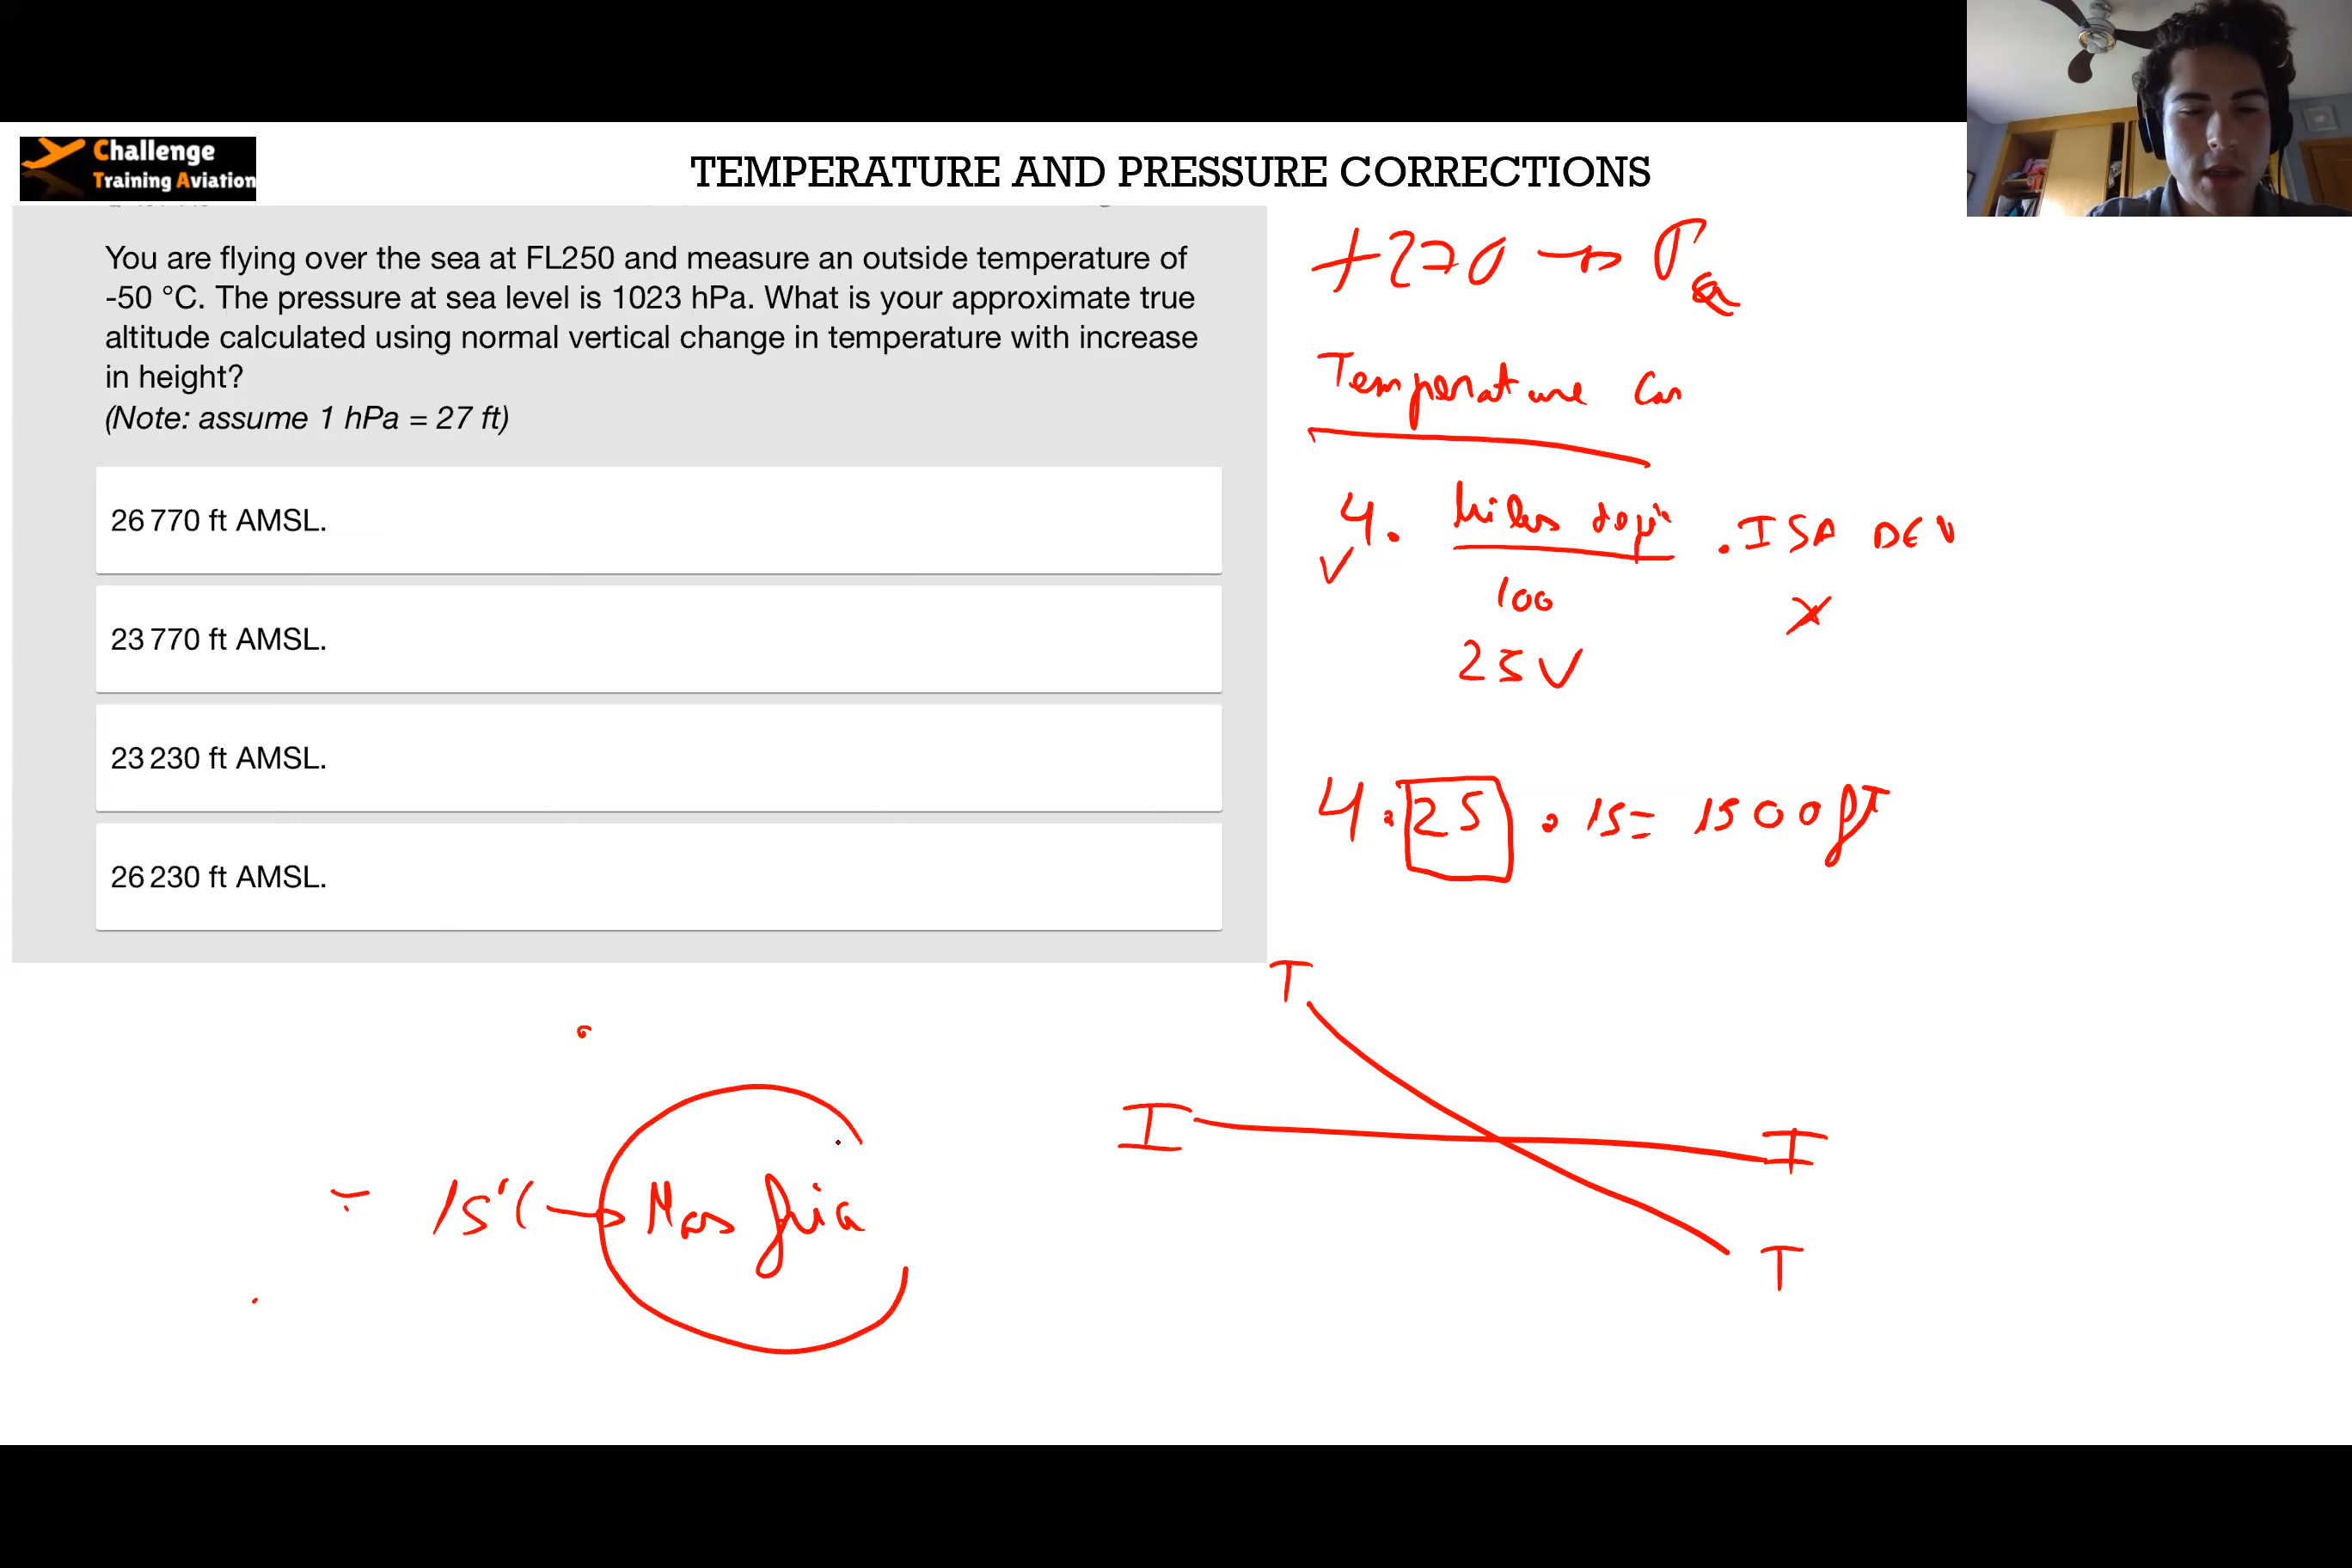 Challenge
Training Aviation
TEMPERATURE AND PRESSURE CORRECTIONS
You are flying over the sea at FL250 and measure an outside temperature of
-50 °C. The pressure at sea level is 1023 hPa. What is your approximate true
altitude calculated using normal vertical change in temperature with increase
in height?
(Note: assume 1 hPa = 27 ft)
26 770 ft AMSL.
23 770 ft AMSL.
23 230 ft AMSL.
26 230 ft AMSL.
+270 →
Temperature
4. . ISA DEV
100
25
4 . 25 . 15 = 1500 ft
T
I I
T
15°C → Mas fria